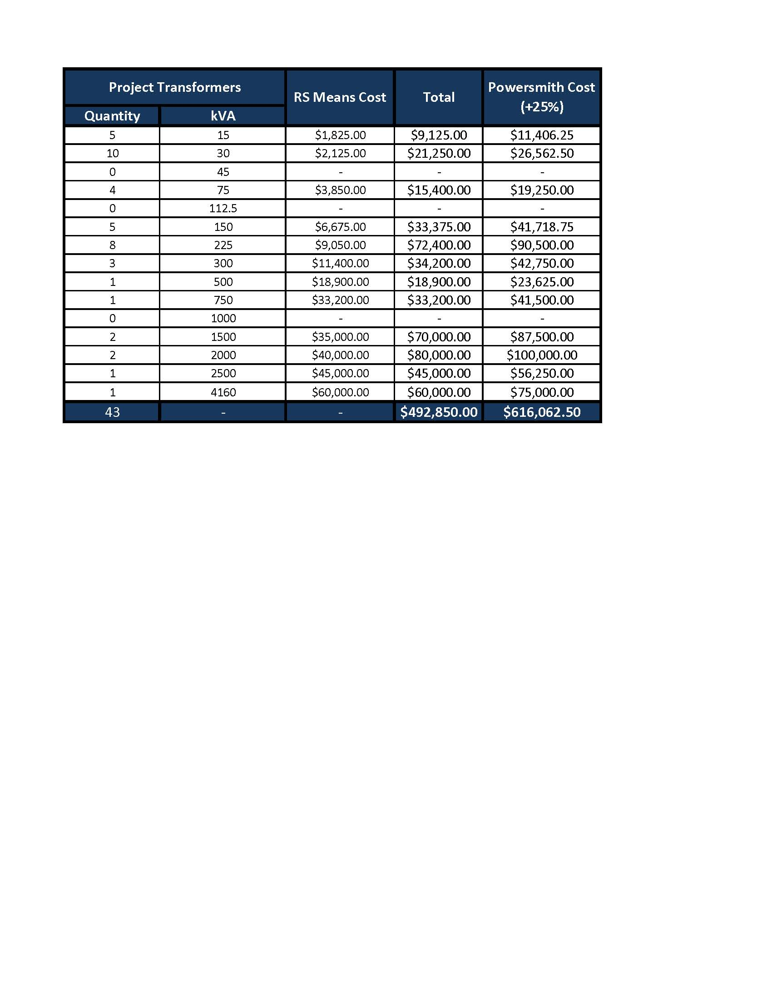 Project Transformers RS Means Cost Total Powersmith Cost
(+25%)
Quantity kVA
5 15 $1,825.00 $9,125.00 $11,406.25
10 30 $2,125.00 $21,250.00 $26,562.50
0 45 - - -
4 75 $3,850.00 $15,400.00 $19,250.00
0 112.5 - - -
5 150 $6,675.00 $33,375.00 $41,718.75
8 225 $9,050.00 $72,400.00 $90,500.00
3 300 $11,400.00 $34,200.00 $42,750.00
1 500 $18,900.00 $18,900.00 $23,625.00
1 750 $33,200.00 $33,200.00 $41,500.00
0 1000 - - -
2 1500 $35,000.00 $70,000.00 $87,500.00
2 2000 $40,000.00 $80,000.00 $100,000.00
1 2500 $45,000.00 $45,000.00 $56,250.00
1 4160 $60,000.00 $60,000.00 $75,000.00
43 - - $492,850.00 $616,062.50